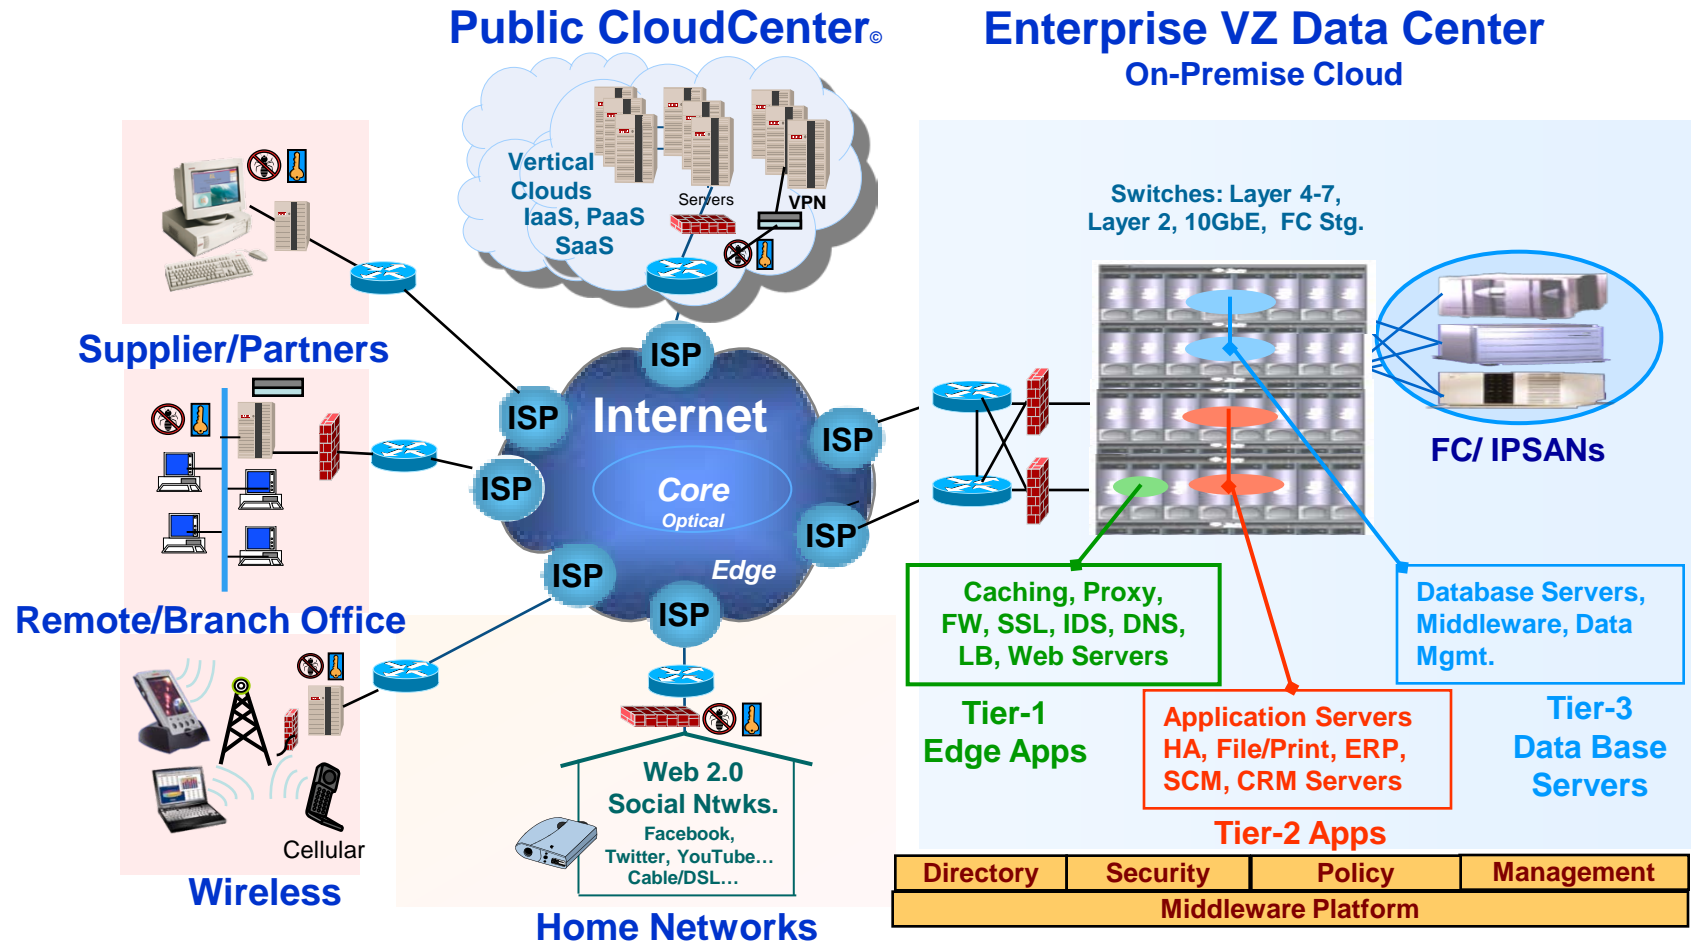 Public CloudCenter©
Enterprise VZ Data Center
On-Premise Cloud
Vertical
Clouds
IaaS, PaaS
SaaS
Servers
VPN
Switches: Layer 4-7,
Layer 2, 10GbE, FC Stg.
Supplier/Partners
ISP
ISP
Internet
ISP
ISP
FC/ IPSANs
Core
Optical
ISP
Edge
ISP
ISP
Remote/Branch Office
Caching, Proxy,
FW, SSL, IDS, DNS,
LB, Web Servers
Database Servers,
Middleware, Data
Mgmt.
Tier-1
Edge Apps
Application Servers
HA, File/Print, ERP,
SCM, CRM Servers
Tier-3
Data Base
Servers
Tier-2 Apps
Web 2.0
Social Ntwks.
Facebook,
Twitter, YouTube…
Cable/DSL…
Cellular
Wireless
Home Networks
Directory
Security
Policy
Management
Middleware Platform